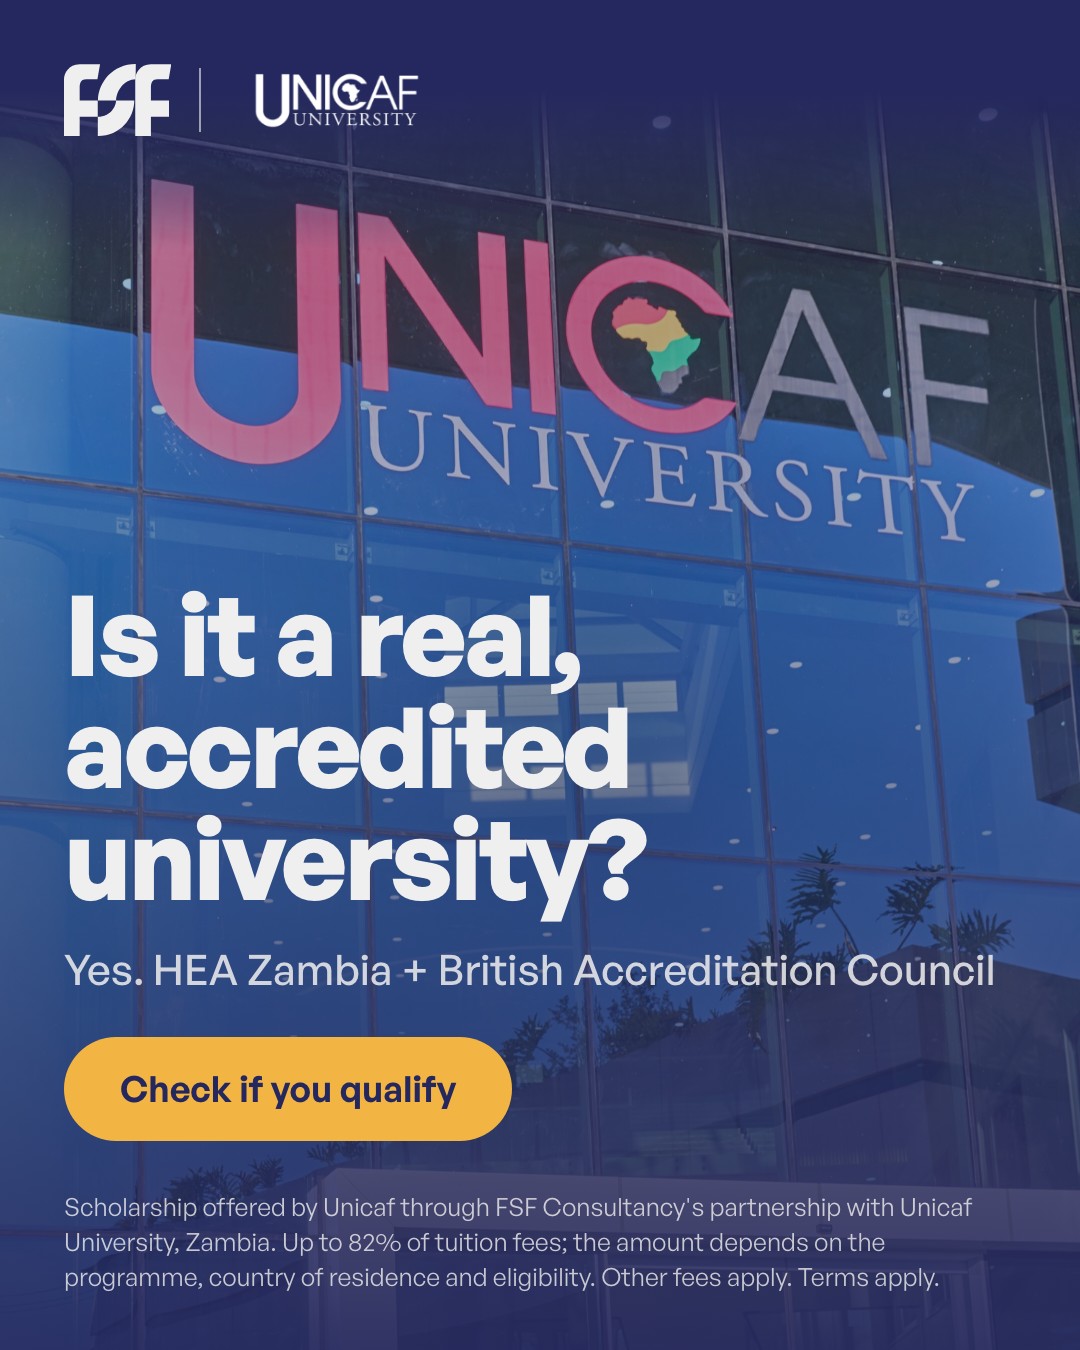 FSF
UNICAF
UNIVERSITY
UNICAF
UNIVERSITY
Is it a real,
accredited
university?
Yes. HEA Zambia + British Accreditation Council
Check if you qualify
Scholarship offered by Unicaf through FSF Consultancy's partnership with Unicaf
University, Zambia. Up to 82% of tuition fees; the amount depends on the
programme, country of residence and eligibility. Other fees apply. Terms apply.